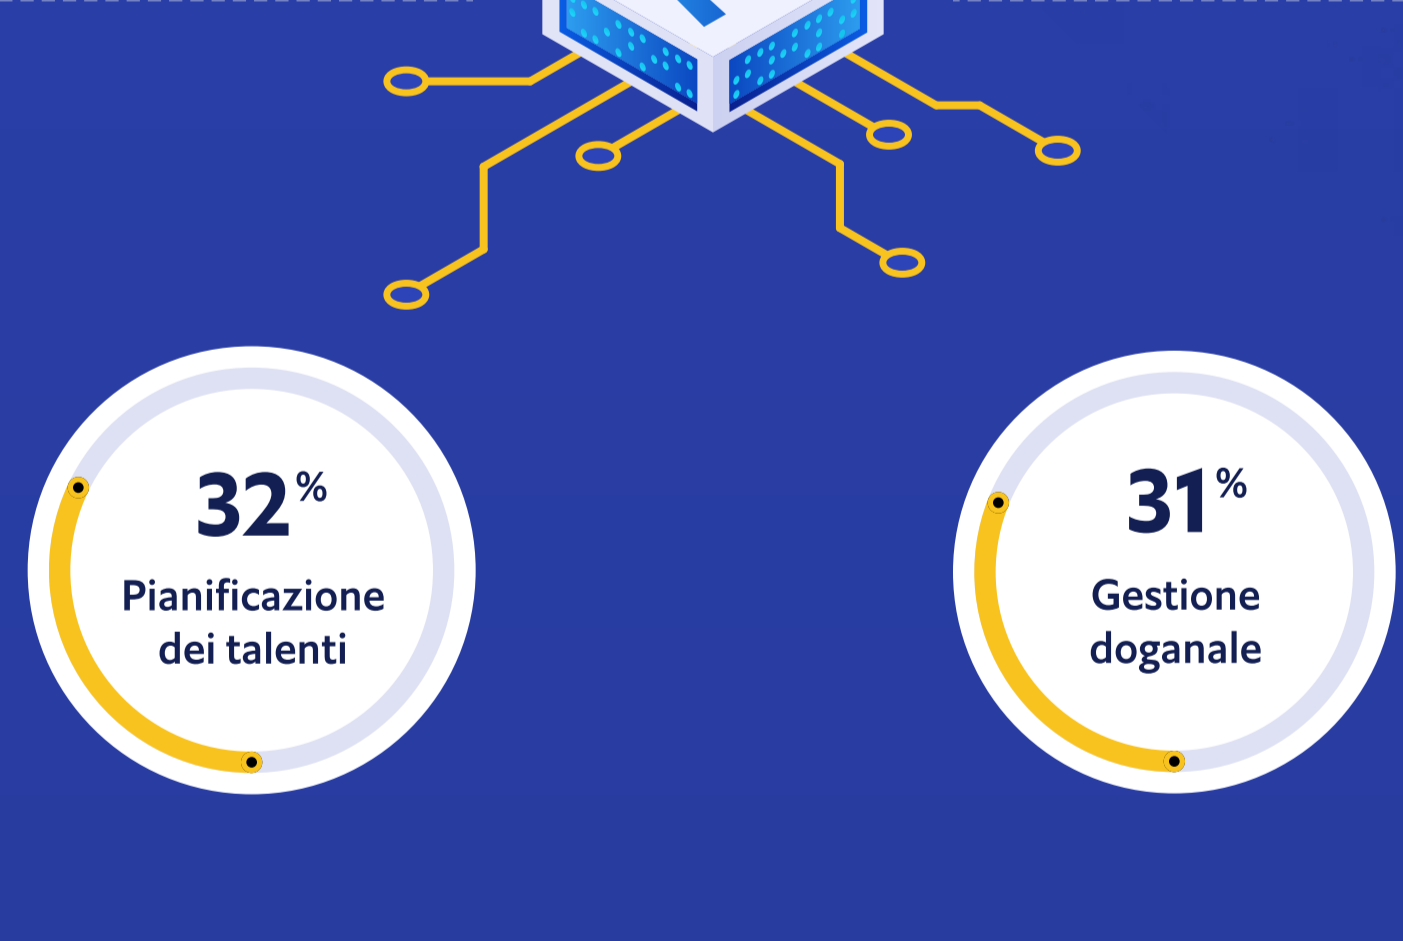 32%
Pianificazione
dei talenti
31%
Gestione
doganale